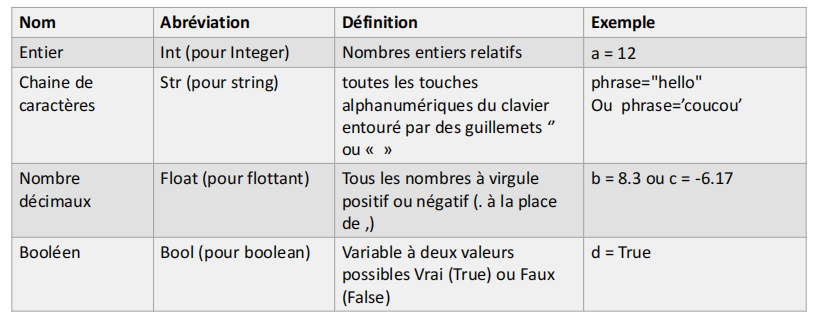 Nom Abréviation Définition Exemple
Entier Int (pour Integer) Nombres entiers relatifs a = 12
Chaine de caractères Str (pour string) toutes les touches alphanumériques du clavier entouré par des guillemets ‘’ ou « » phrase="hello" Ou phrase=’coucou’
Nombre décimaux Float (pour flottant) Tous les nombres à virgule positif ou négatif (. à la place de ,) b = 8.3 ou c = -6.17
Booléen Bool (pour boolean) Variable à deux valeurs possibles Vrai (True) ou Faux (False) d = True